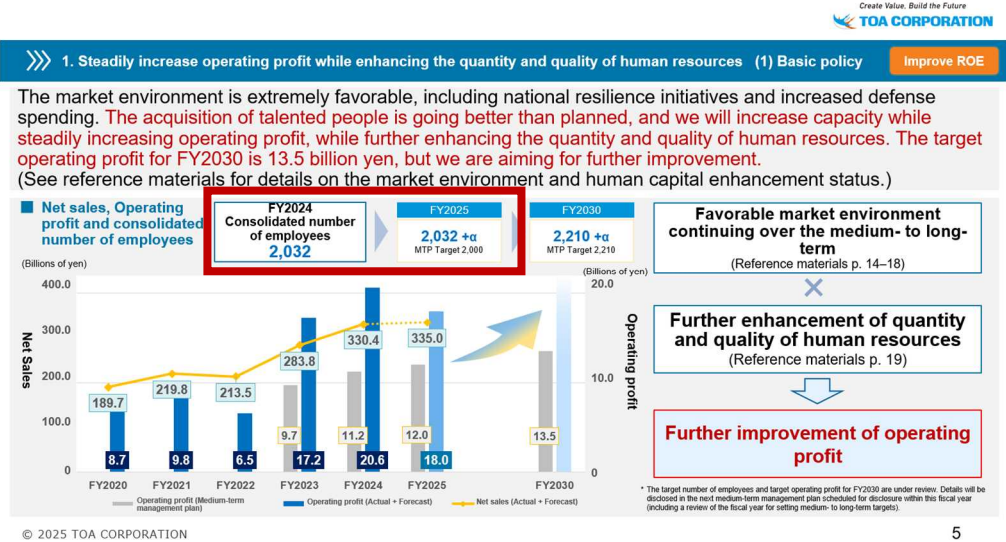 Create Value, Build the Future
TOA CORPORATION
1. Steadily increase operating profit while enhancing the quantity and quality of human resources (1) Basic policy
Improve ROE
The market environment is extremely favorable, including national resilience initiatives and increased defense
spending. The acquisition of talented people is going better than planned, and we will increase capacity while
steadily increasing operating profit, while further enhancing the quantity and quality of human resources. The target
operating profit for FY2030 is 13.5 billion yen, but we are aiming for further improvement.
(See reference materials for details on the market environment and human capital enhancement status.)
Net sales, Operating
profit and consolidated
number of employees
(Billions of yen)
FY2024
Consolidated number
of employees
2,032
FY2025
2,032 +α
MTP Target 2,000
FY2030
2,210 +α
MTP Target 2,210
(Billions of yen)
400.0
300.0
200.0
100.0
0
Net Sales
20.0
10.0
0
Operating profit
189.7
219.8
213.5
283.8
330.4
335.0
9.7
11.2
12.0
13.5
8.7
9.8
6.5
17.2
20.6
18.0
FY2020
FY2021
FY2022
FY2023
FY2024
FY2025
FY2030
Operating profit (Medium-term
management plan)
Operating profit (Actual + Forecast)
Net sales (Actual + Forecast)
Favorable market environment
continuing over the medium- to long-
term
(Reference materials p. 14–18)
×
Further enhancement of quantity
and quality of human resources
(Reference materials p. 19)
Further improvement of operating
profit
* The target number of employees and target operating profit for FY2030 are under review. Details will be
disclosed in the next medium-term management plan scheduled for disclosure within this fiscal year
(including a review of the fiscal year for setting medium- to long-term targets).
© 2025 TOA CORPORATION
5